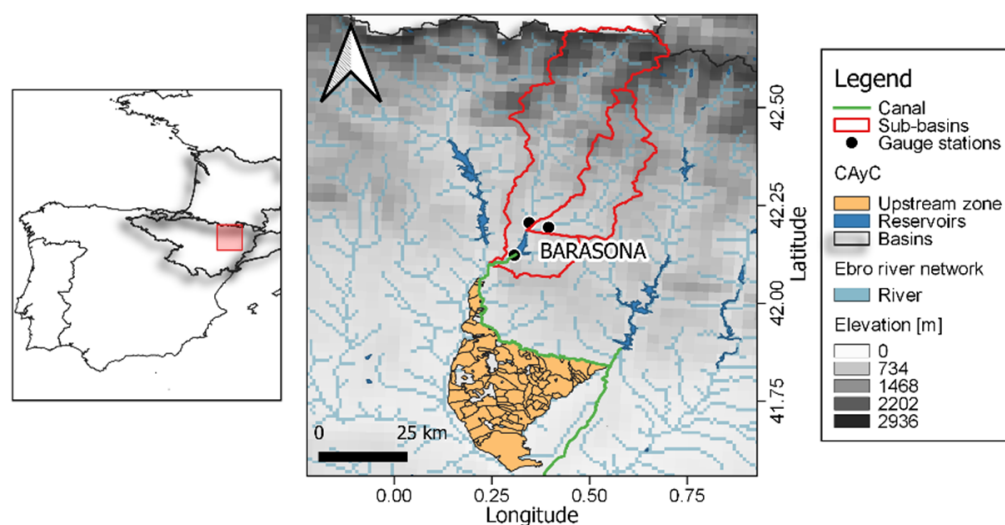 BARASONA
0 25 km
42.50
42.25
42.00
41.75
Latitude
0.00 0.25 0.50 0.75
Longitude
Legend
Canal
Sub-basins
Gauge stations
CAyC
Upstream zone
Reservoirs
Basins
Ebro river network
River
Elevation [m]
0
734
1468
2202
2936